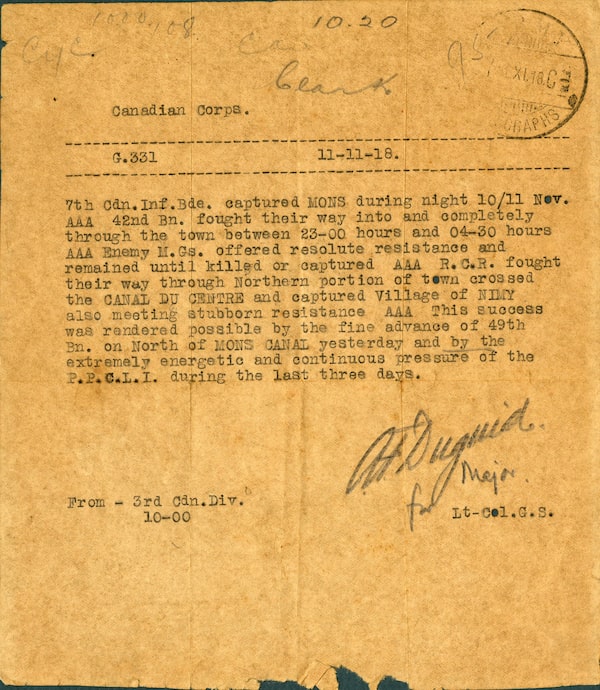 10.20
Canadian Corps.
G.331 11-11-18.
7th Cdn.Inf.Bde. captured MONS during night 10/11 Nov.
AAA 42nd Bn. fought their way into and completely
through the town between 23-00 hours and 04-30 hours
AAA Enemy M.Gs. offered resolute resistance and
remained until killed or captured AAA R.C.R. fought
their way through Northern portion of town crossed
the CANAL DU CENTRE and captured Village of NIMY
also meeting stubborn resistance AAA This success
was rendered possible by the fine advance of 49th
Bn. on North of MONS CANAL yesterday and by the
extremely energetic and continuous pressure of the
P.P.C.L.I. during the last three days.
Duguid.
Major.
for
From - 3rd Cdn.Div.
10-00
Lt-Col.G.S.